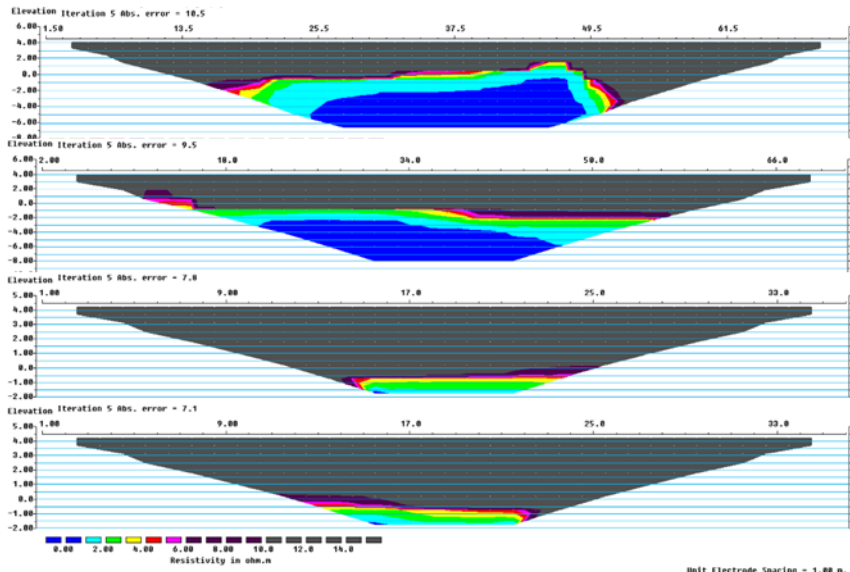 Elevation Iteration 5 Abs. error = 10.5
6.00 1.50 13.5 25.5 37.5 49.5 61.5
4.00
2.00
0.0
-2.00
-4.00
-6.00
-8.00
Elevation Iteration 5 Abs. error = 9.5
6.00 2.00 18.0 34.0 50.0 66.0
4.00
2.00
0.0
-2.00
-4.00
-6.00
-8.00
Elevation Iteration 5 Abs. error = 7.8
5.00 1.00 9.00 17.0 25.0 33.0
4.00
3.00
2.00
1.00
0.0
-1.00
-2.00
Elevation Iteration 5 Abs. error = 7.1
5.00 1.00 9.00 17.0 25.0 33.0
4.00
3.00
2.00
1.00
0.0
-1.00
-2.00
0.00 2.00 4.00 6.00 8.00 10.0 12.0 14.0
Resistivity in ohm.m
Unit Electrode Spacing = 1.00 m.